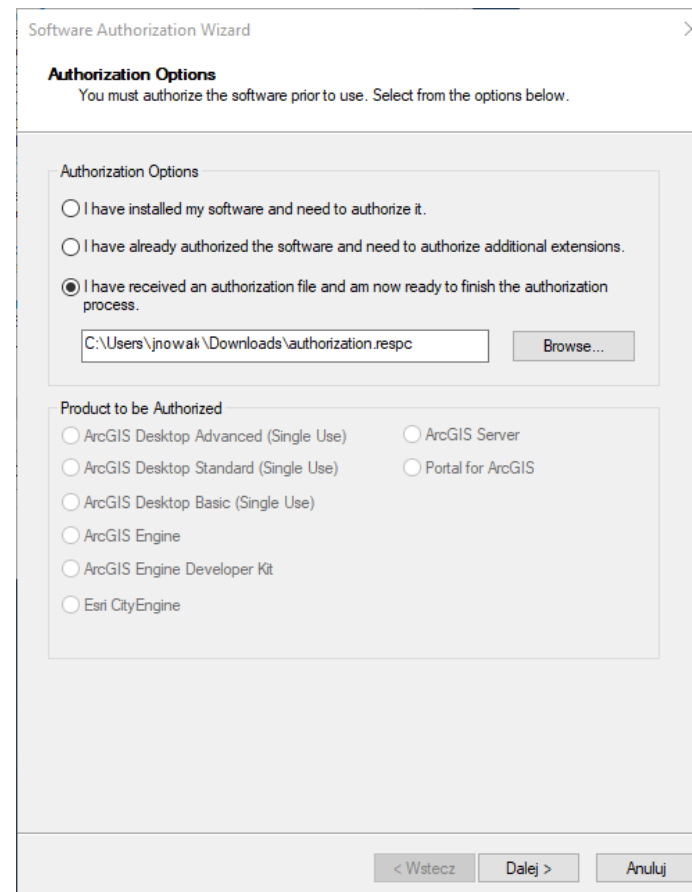 Software Authorization Wizard
Authorization Options
You must authorize the software prior to use. Select from the options below.
Authorization Options
I have installed my software and need to authorize it.
I have already authorized the software and need to authorize additional extensions.
I have received an authorization file and am now ready to finish the authorization
process.
C:\Users\jnowak\Downloads\authorization.respc
Browse...
Product to be Authorized
ArcGIS Desktop Advanced (Single Use)
ArcGIS Server
ArcGIS Desktop Standard (Single Use)
Portal for ArcGIS
ArcGIS Desktop Basic (Single Use)
ArcGIS Engine
ArcGIS Engine Developer Kit
Esri CityEngine
< Wstecz
Dalej >
Anuluj